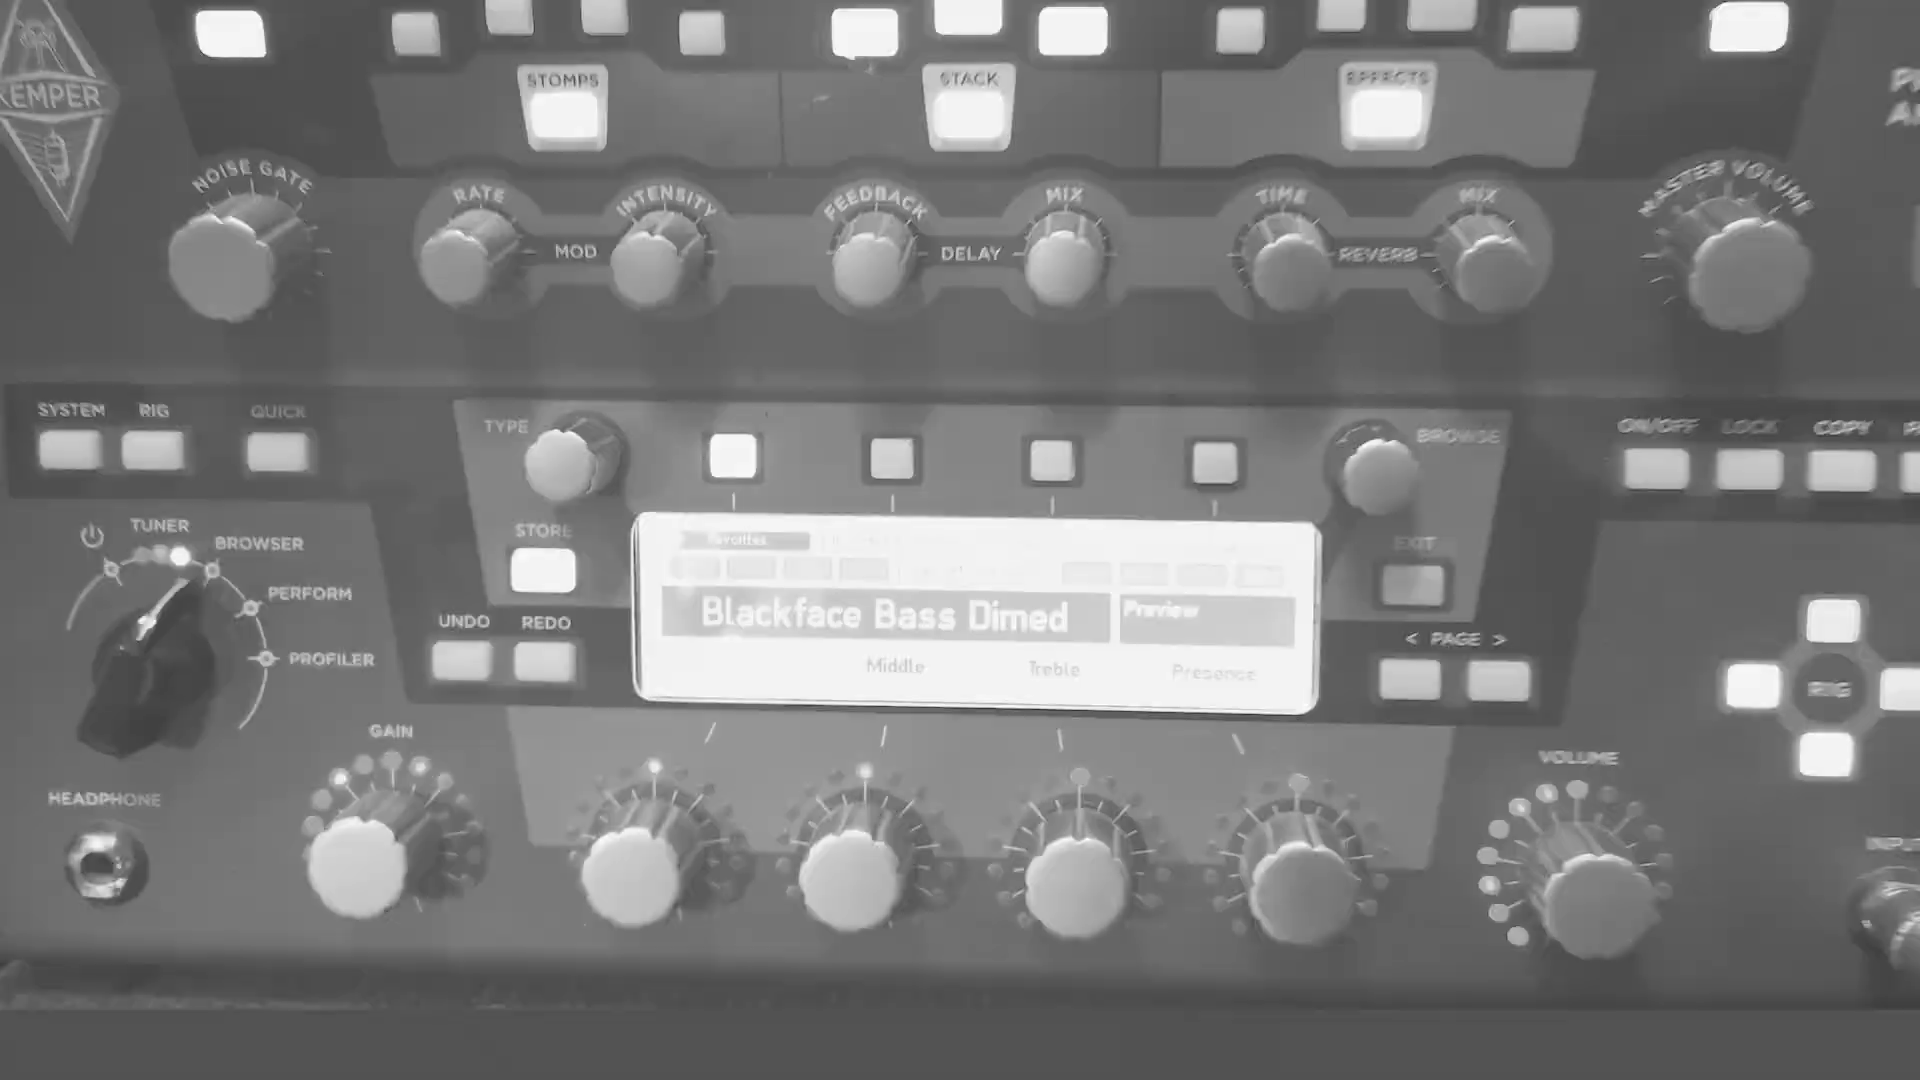 KEMPER
STOMPS
STACK
EFFECTS
NOISE GATE
RATE
INTENSITY
FEEDBACK
MIX
TIME
MIX
MASTER VOLUME
MOD
DELAY
REVERB
SYSTEM
RIG
QUICK
TYPE
BROWSE
ON/OFF
LOCK
COPY
TUNER
BROWSER
STORE
Favorites
EXIT
PERFORM
Blackface Bass Dimed
Preview
UNDO
REDO
< PAGE >
PROFILER
Middle
Treble
Presence
RIG
GAIN
VOLUME
HEADPHONE